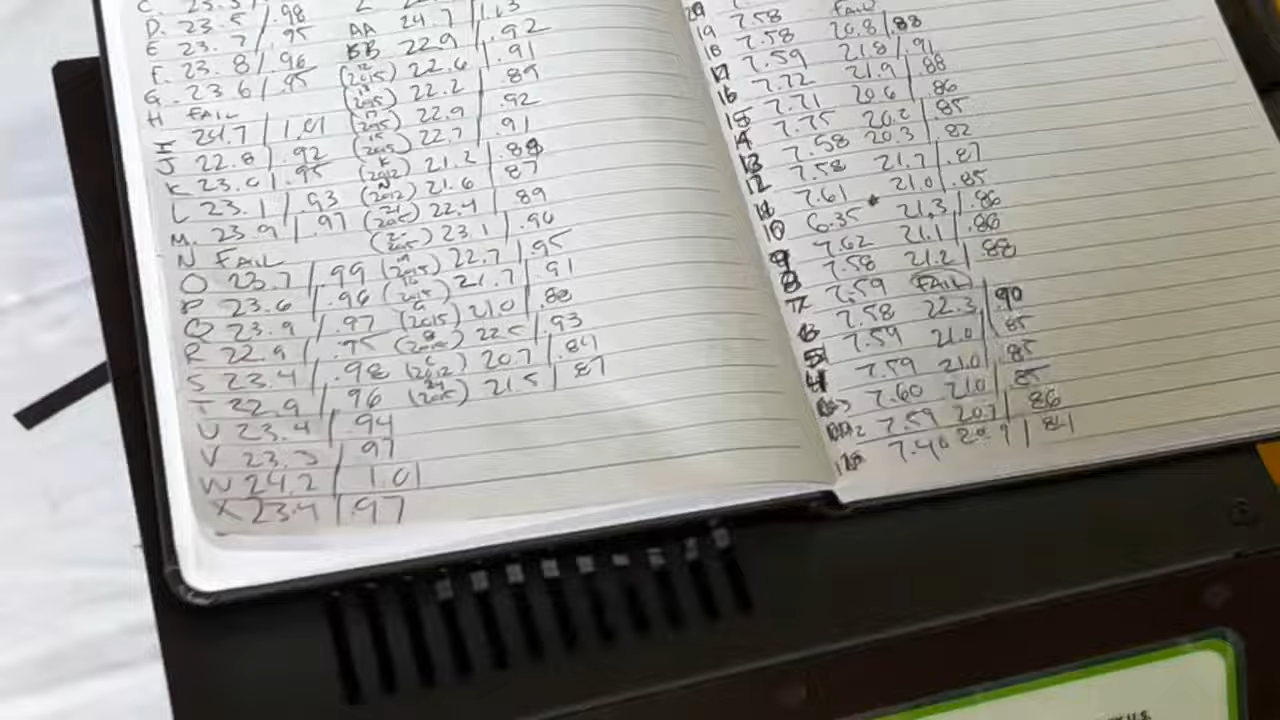 D. 23.5 / .98
E 23.7 / .95 AA 24.7 / 1.13
F. 23.8 / .96 BB 22.9 / .92
G. 23.6 / .95 (2015) 22.6 / .91
H FAIL (2015) 22.2 / .89
I 24.7 / 1.01 (2015) 22.9 / .92
J 22.8 / .92 (15 2015) 22.7 / .91
K 23.0 / .95 (K 2012) 21.2 / .88
L 23.1 / .93 (N 2012) 21.6 / 87
M. 23.9 / .97 (2015) 22.4 / 89
N FAIL (2015) 23.1 / .96
O 23.7 / .99 (2015) 22.7 / .95
P 23.6 / .96 (2015) 21.7 / 91
Q 23.9 / .97 (2015) 21.0 / .88
R 22.9 / .95 22.5 / .93
S 23.4 / .98 (2012) 20.7 / .84
T 22.9 / 96 (24 2015) 21.5 / 87
U 23.4 / .94
V 23.3 / 97
W 24.2 / 1.01
X 23.4 / .97
19 7.58 FAIL
18 7.58 20.8 / .88
17 7.59 21.8 / .91
16 7.72 21.9 / .88
15 7.71 20.6 / .86
14 7.75 20.2 / .85
13 7.58 20.3 / .82
12 7.58 21.7 / .87
11 7.61 21.0 / .85
10 6.35 * 21.3 / .86
9 7.62 21.1 / .86
8 7.58 21.2 / .88
7 7.59 FAIL
6 7.58 22.3 / .90
5 7.59 21.0 / 85
4 7.59 21.0 / .85
7.60 21.0 / .85
7.59 20.7 / 86
7.40 20.9 / 84